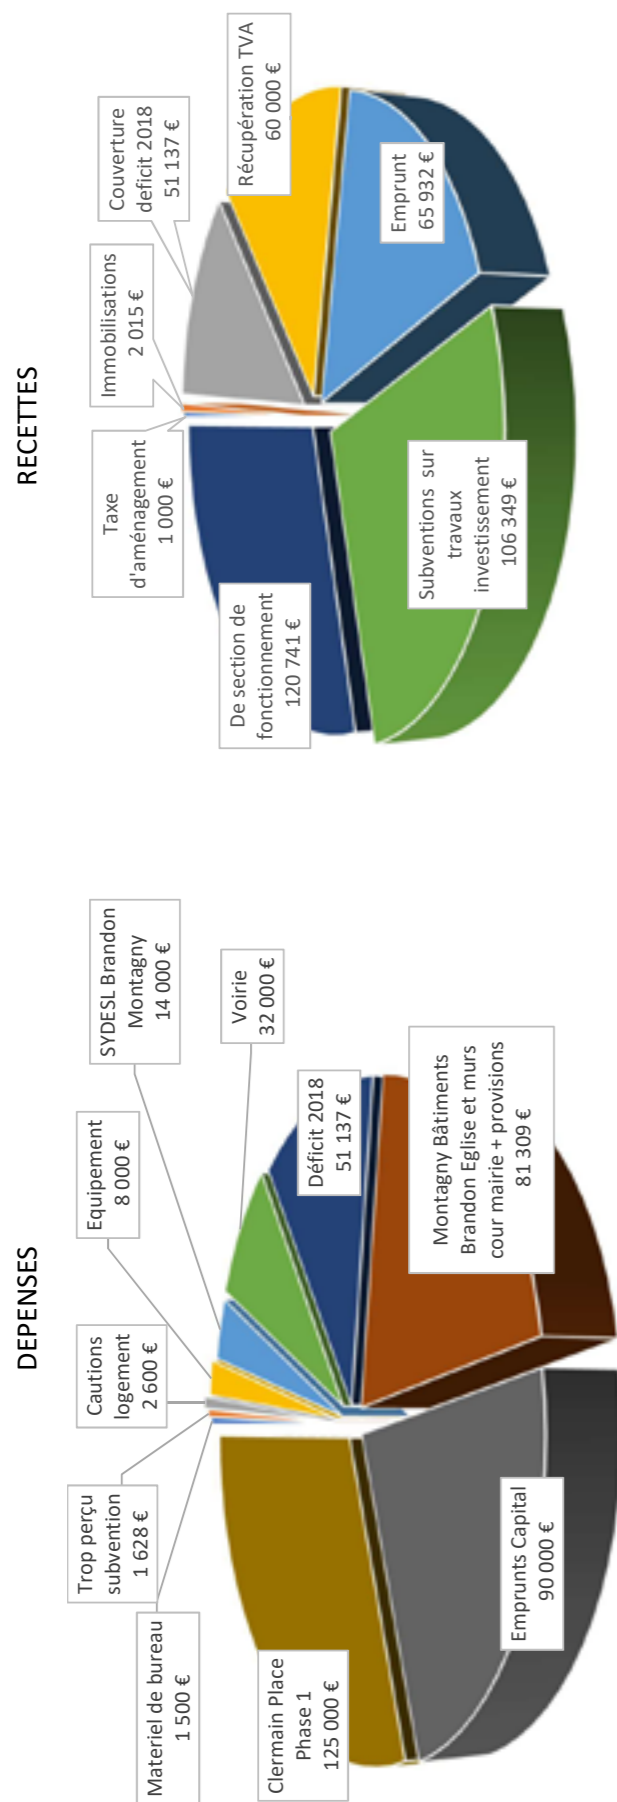 DEPENSES
Materiel de bureau
1 500 €
Trop perçu
subvention
1 628 €
Cautions
logement
2 600 €
Equipement
8 000 €
SYDESL Brandon
Montagny
14 000 €
Voirie
32 000 €
Déficit 2018
51 137 €
Montagny Bâtiments
Brandon Eglise et murs
cour mairie + provisions
81 309 €
Emprunts Capital
90 000 €
Clermain Place
Phase 1
125 000 €
RECETTES
Taxe
d'aménagement
1 000 €
Immobilisations
2 015 €
Couverture
deficit 2018
51 137 €
Récupération TVA
60 000 €
Emprunt
65 932 €
Subventions sur
travaux
investissement
106 349 €
De section de
fonctionnement
120 741 €